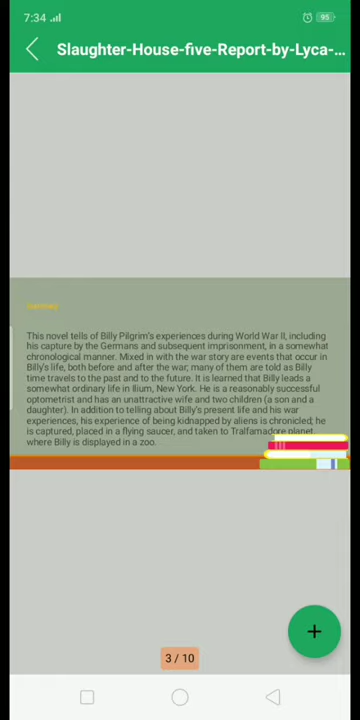 7:34
95
Slaughter-House-five-Report-by-Lyca-...
Summary
This novel tells of Billy Pilgrim's experiences during World War II, including
his capture by the Germans and subsequent imprisonment, in a somewhat
chronological manner. Mixed in with the war story are events that occur in
Billy's life, both before and after the war; many of them are told as Billy
time travels to the past and to the future. It is learned that Billy leads a
somewhat ordinary life in Ilium, New York. He is a reasonably successful
optometrist and has an unattractive wife and two children (a son and a
daughter). In addition to telling about Billy's present life and his war
experiences, his experience of being kidnapped by aliens is chronicled; he
is captured, placed in a flying saucer, and taken to Tralfamadore planet,
where Billy is displayed in a zoo.
3 / 10